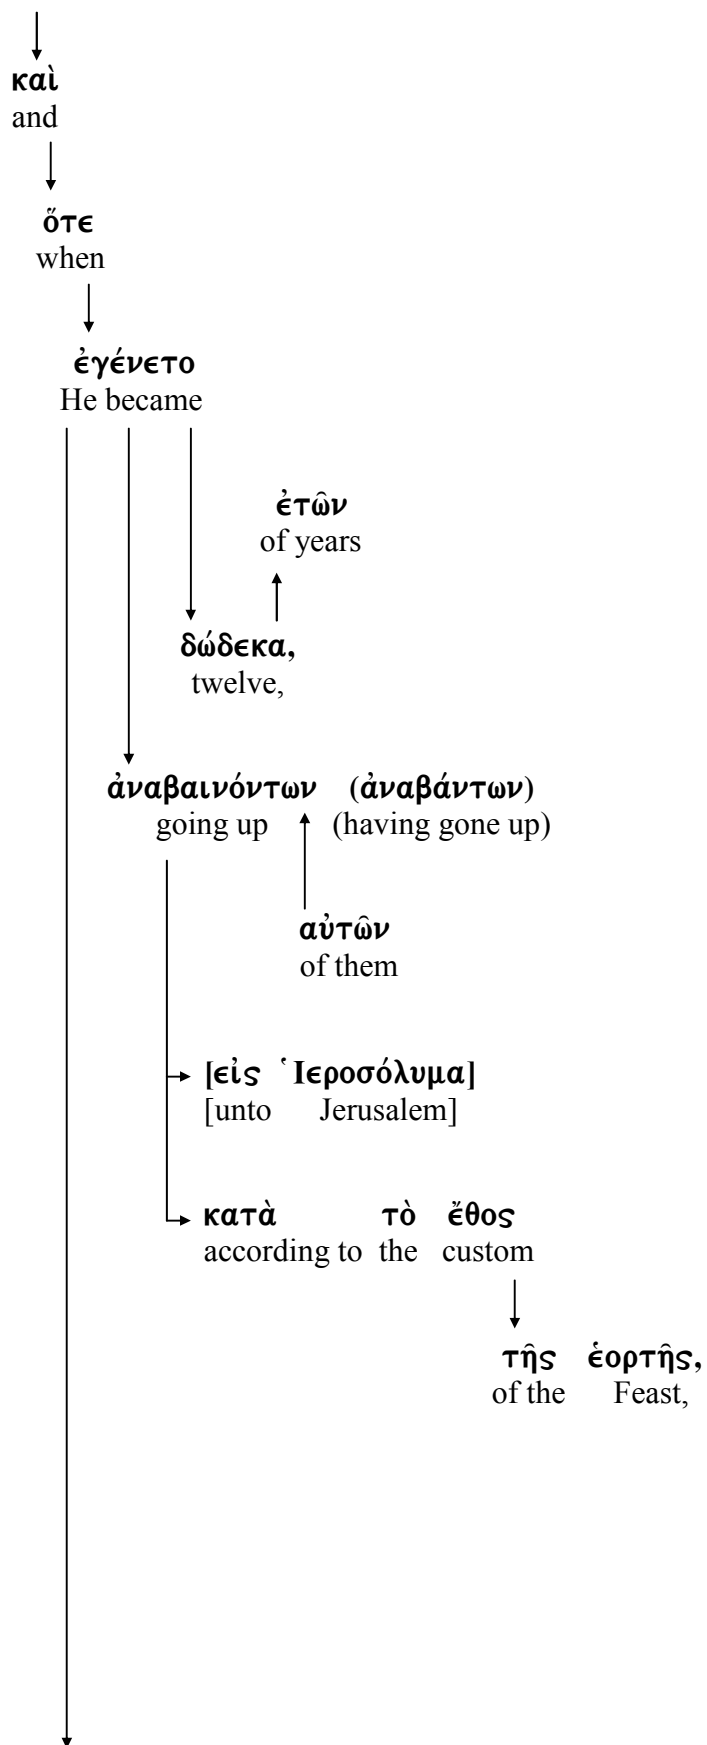 καὶ
and
ὅτε
when
ἐγένετο
He became
ἐτῶν
of years
δώδεκα,
twelve,
ἀναβαινόντων (ἀναβάντων)
going up (having gone up)
αὐτῶν
of them
[εἰς Ἱεροσόλυμα]
[unto Jerusalem]
κατὰ τὸ ἔθος
according to the custom
τῆς ἑορτῆς,
of the Feast,